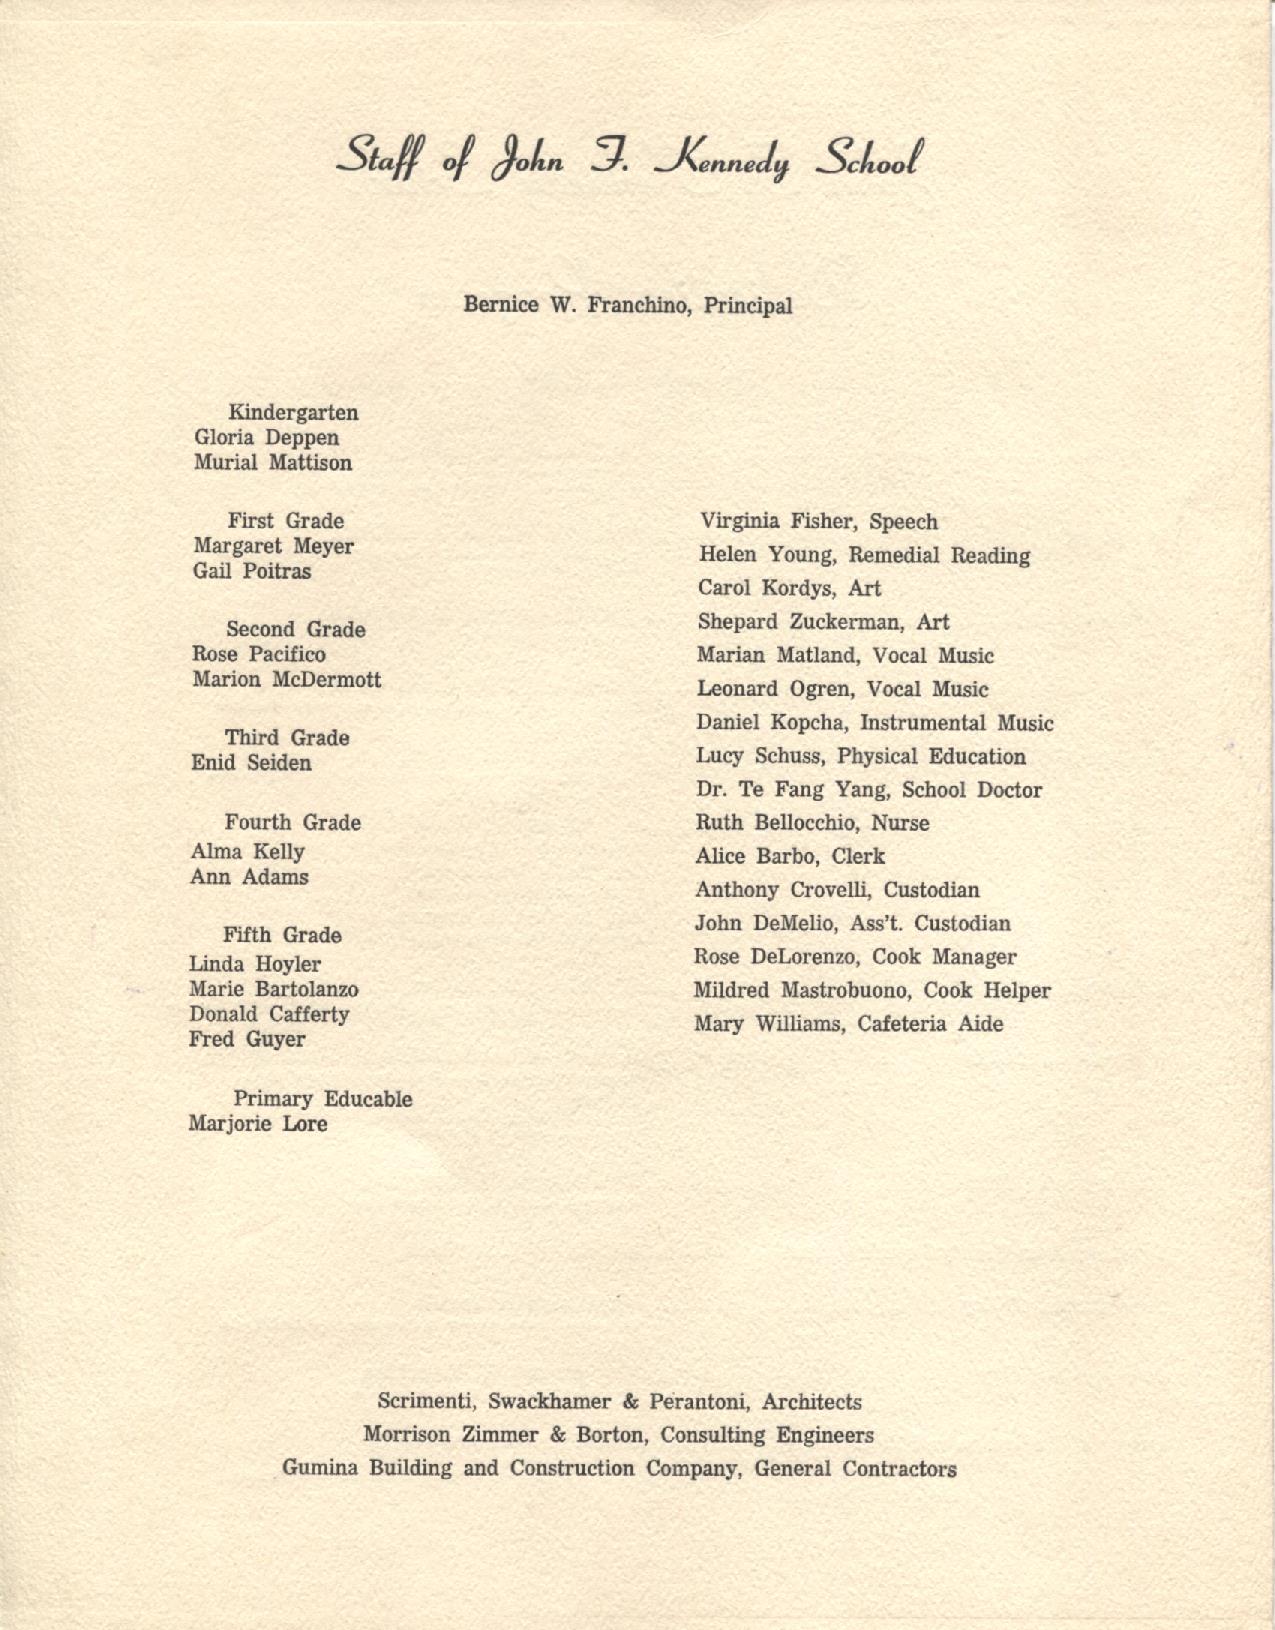 Staff of John F. Kennedy School
Bernice W. Franchino, Principal
Kindergarten
Gloria Deppen
Murial Mattison
First Grade
Margaret Meyer
Gail Poitras
Second Grade
Rose Pacifico
Marion McDermott
Third Grade
Enid Seiden
Fourth Grade
Alma Kelly
Ann Adams
Fifth Grade
Linda Hoyler
Marie Bartolanzo
Donald Cafferty
Fred Guyer
Primary Educable
Marjorie Lore
Virginia Fisher, Speech
Helen Young, Remedial Reading
Carol Kordys, Art
Shepard Zuckerman, Art
Marian Matland, Vocal Music
Leonard Ogren, Vocal Music
Daniel Kopcha, Instrumental Music
Lucy Schuss, Physical Education
Dr. Te Fang Yang, School Doctor
Ruth Bellocchio, Nurse
Alice Barbo, Clerk
Anthony Crovelli, Custodian
John DeMelio, Ass't. Custodian
Rose DeLorenzo, Cook Manager
Mildred Mastrobuono, Cook Helper
Mary Williams, Cafeteria Aide
Scrimenti, Swackhamer & Perantoni, Architects
Morrison Zimmer & Borton, Consulting Engineers
Gumina Building and Construction Company, General Contractors